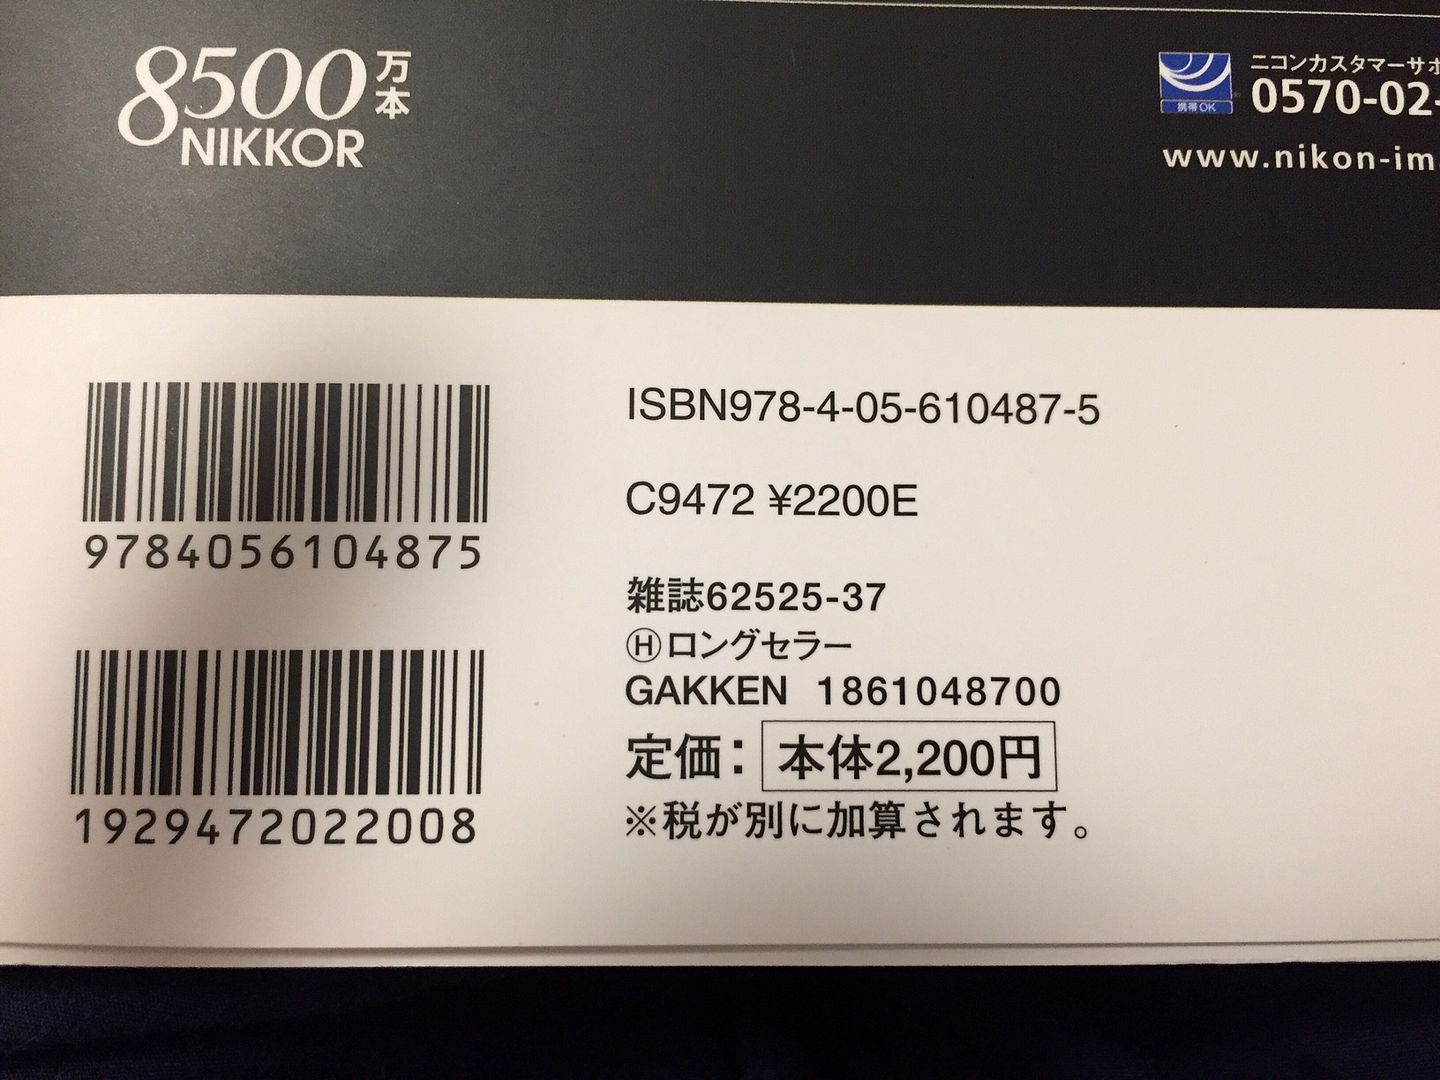 8500万本
NIKKOR
ニコンカスタマーサポ
0570-02-
携帯OK
www.nikon-im
ISBN978-4-05-610487-5
C9472 ¥2200E
9784056104875
雑誌62525-37
Ⓗロングセラー
GAKKEN 1861048700
定価：本体2,200円
※税が別に加算されます。
1929472022008